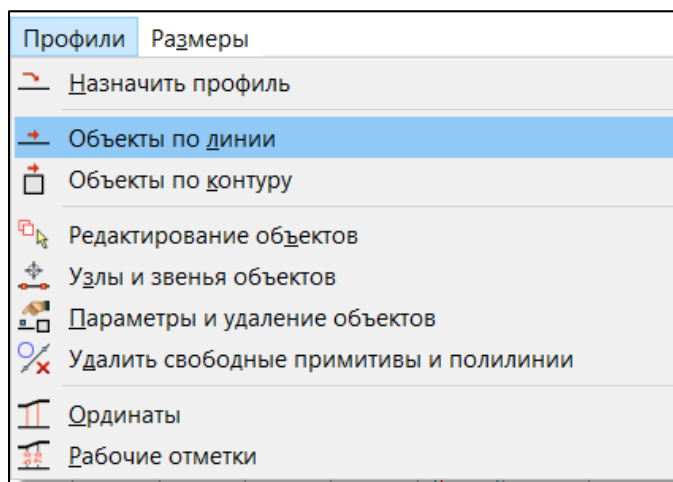 Профили Размеры
Назначить профиль
Объекты по линии
Объекты по контуру
Редактирование объектов
Узлы и звенья объектов
Параметры и удаление объектов
Удалить свободные примитивы и полилинии
Ординаты
Рабочие отметки